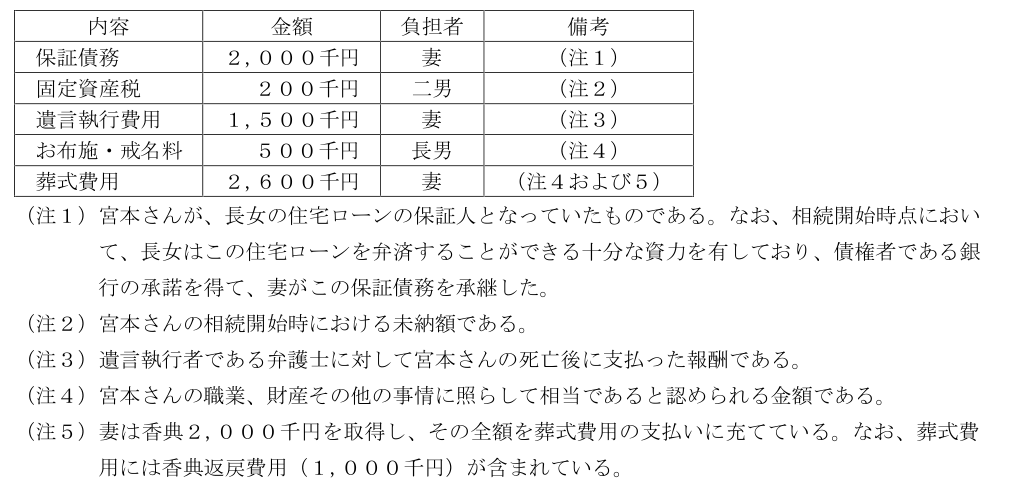 内容 金額 負担者 備考
保証債務 ２，０００千円 妻 （注１）
固定資産税 ２００千円 二男 （注２）
遺言執行費用 １，５００千円 妻 （注３）
お布施・戒名料 ５００千円 長男 （注４）
葬式費用 ２，６００千円 妻 （注４および５）
（注１）宮本さんが、長女の住宅ローンの保証人となっていたものである。なお、相続開始時点におい
て、長女はこの住宅ローンを弁済することができる十分な資力を有しており、債権者である銀
行の承諾を得て、妻がこの保証債務を承継した。
（注２）宮本さんの相続開始時における未納額である。
（注３）遺言執行者である弁護士に対して宮本さんの死亡後に支払った報酬である。
（注４）宮本さんの職業、財産その他の事情に照らして相当であると認められる金額である。
（注５）妻は香典２，０００千円を取得し、その全額を葬式費用の支払いに充てている。なお、葬式費
用には香典返戻費用（１，０００千円）が含まれている。